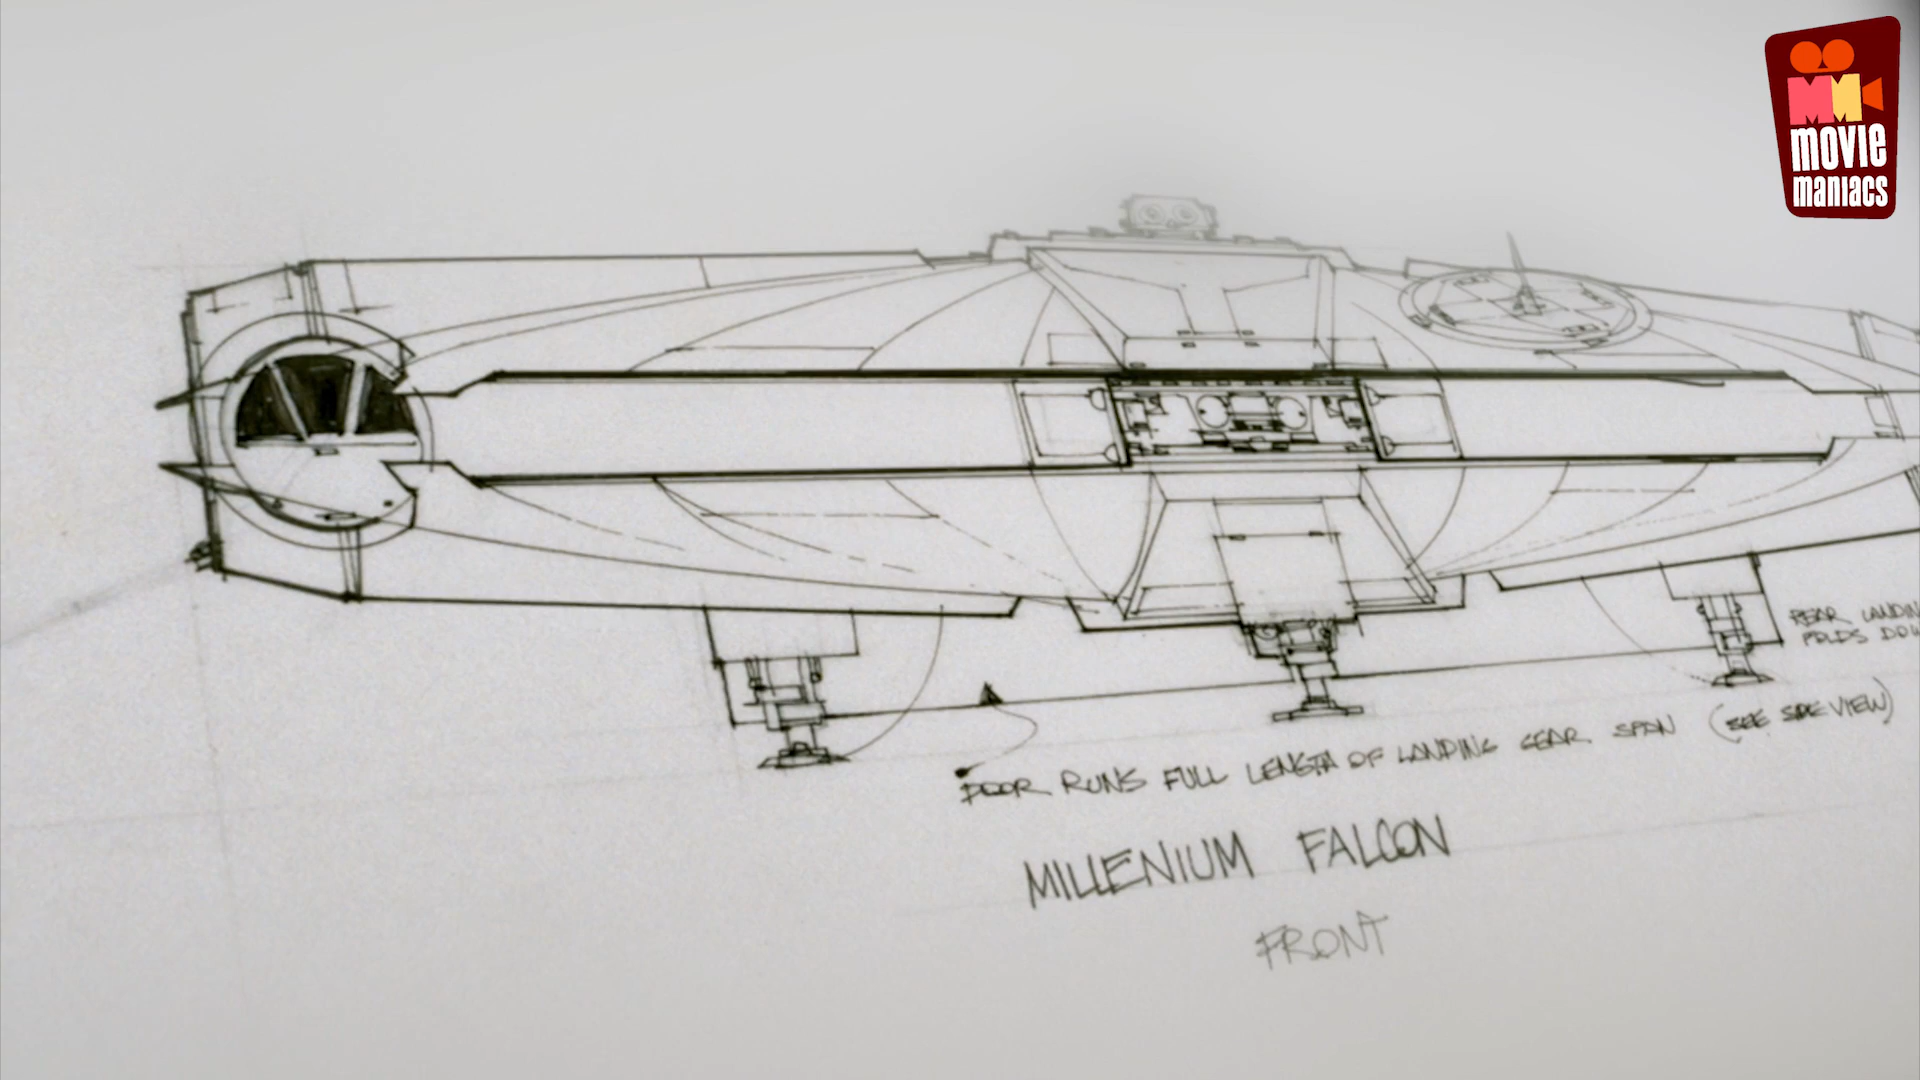 MM
movie
maniacs
REAR LANDIN
FOLDS DOW
DOOR RUNS FULL LENGTH OF LANDING GEAR SPAN (SEE SIDE VIEW)
MILLENIUM FALCON
FRONT